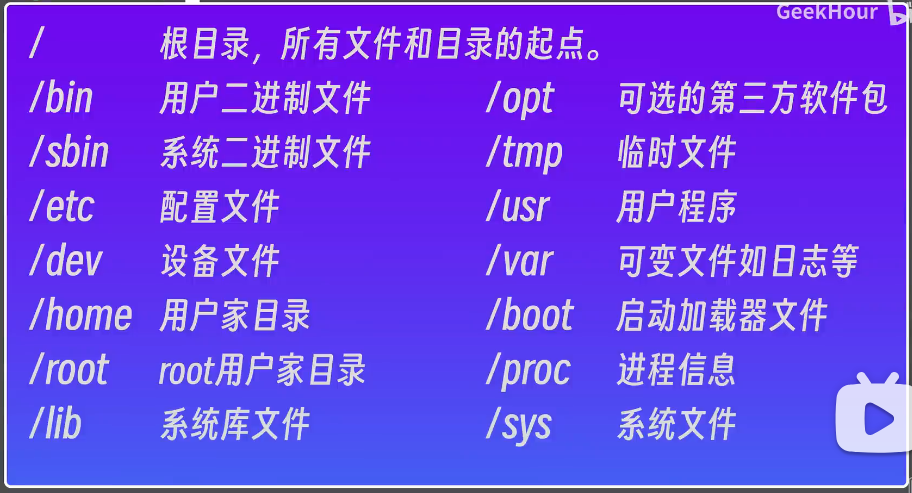 GeekHour
/ 根目录，所有文件和目录的起点。
/bin 用户二进制文件 /opt 可选的第三方软件包
/sbin 系统二进制文件 /tmp 临时文件
/etc 配置文件 /usr 用户程序
/dev 设备文件 /var 可变文件如日志等
/home 用户家目录 /boot 启动加载器文件
/root root用户家目录 /proc 进程信息
/lib 系统库文件 /sys 系统文件